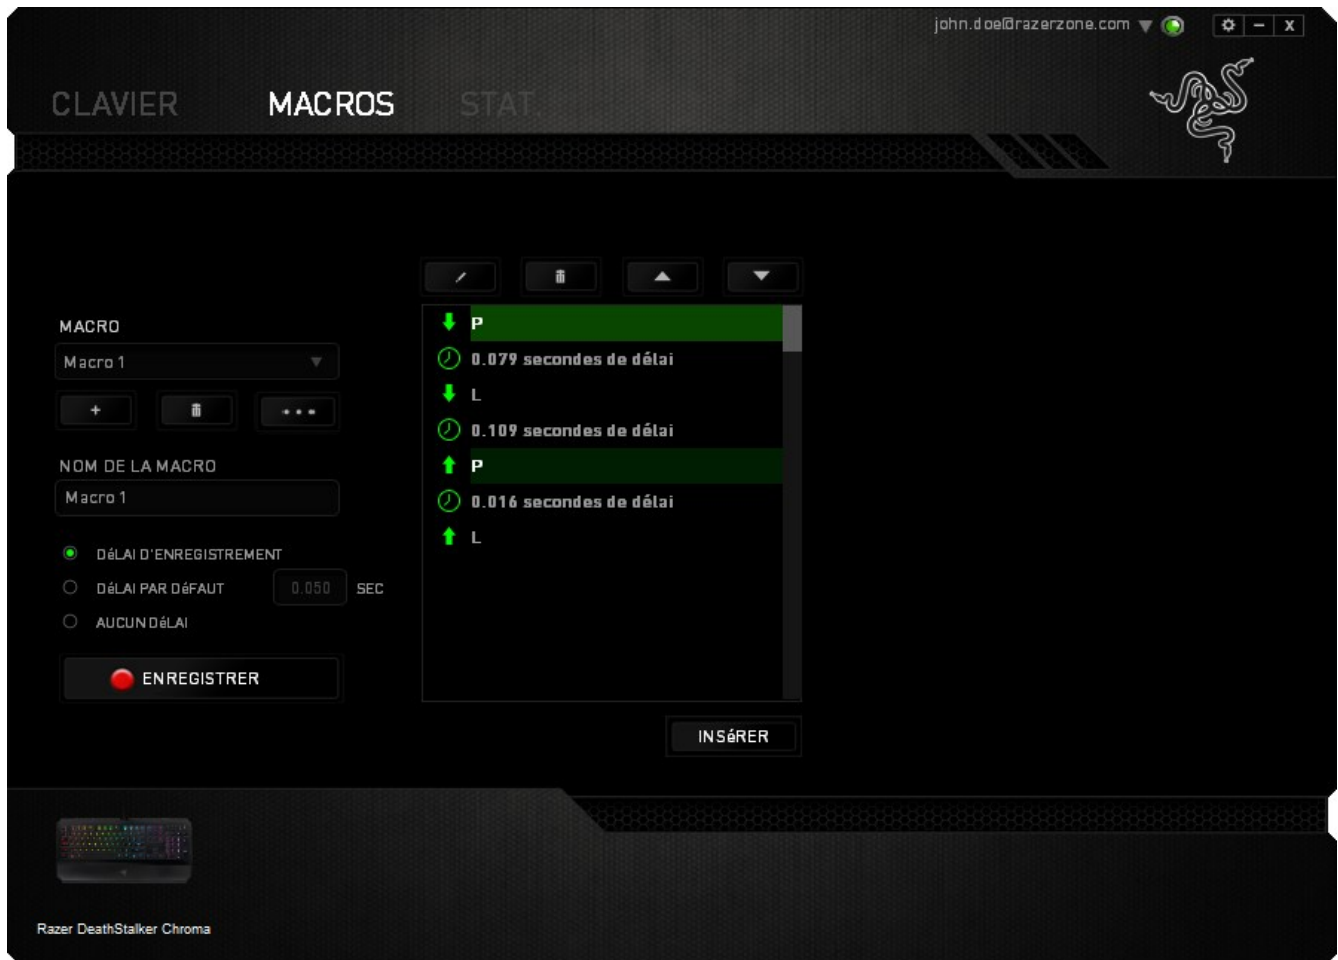 john.doe@razerzone.com
CLAVIER MACROS STAT
MACRO
Macro 1
NOM DE LA MACRO
Macro 1
DéLAI D'ENREGISTREMENT
DéLAI PAR DéFAUT 0.050 SEC
AUCUN DéLAI
ENREGISTRER
P
0.079 secondes de délai
L
0.109 secondes de délai
P
0.016 secondes de délai
L
INSéRER
Razer DeathStalker Chroma